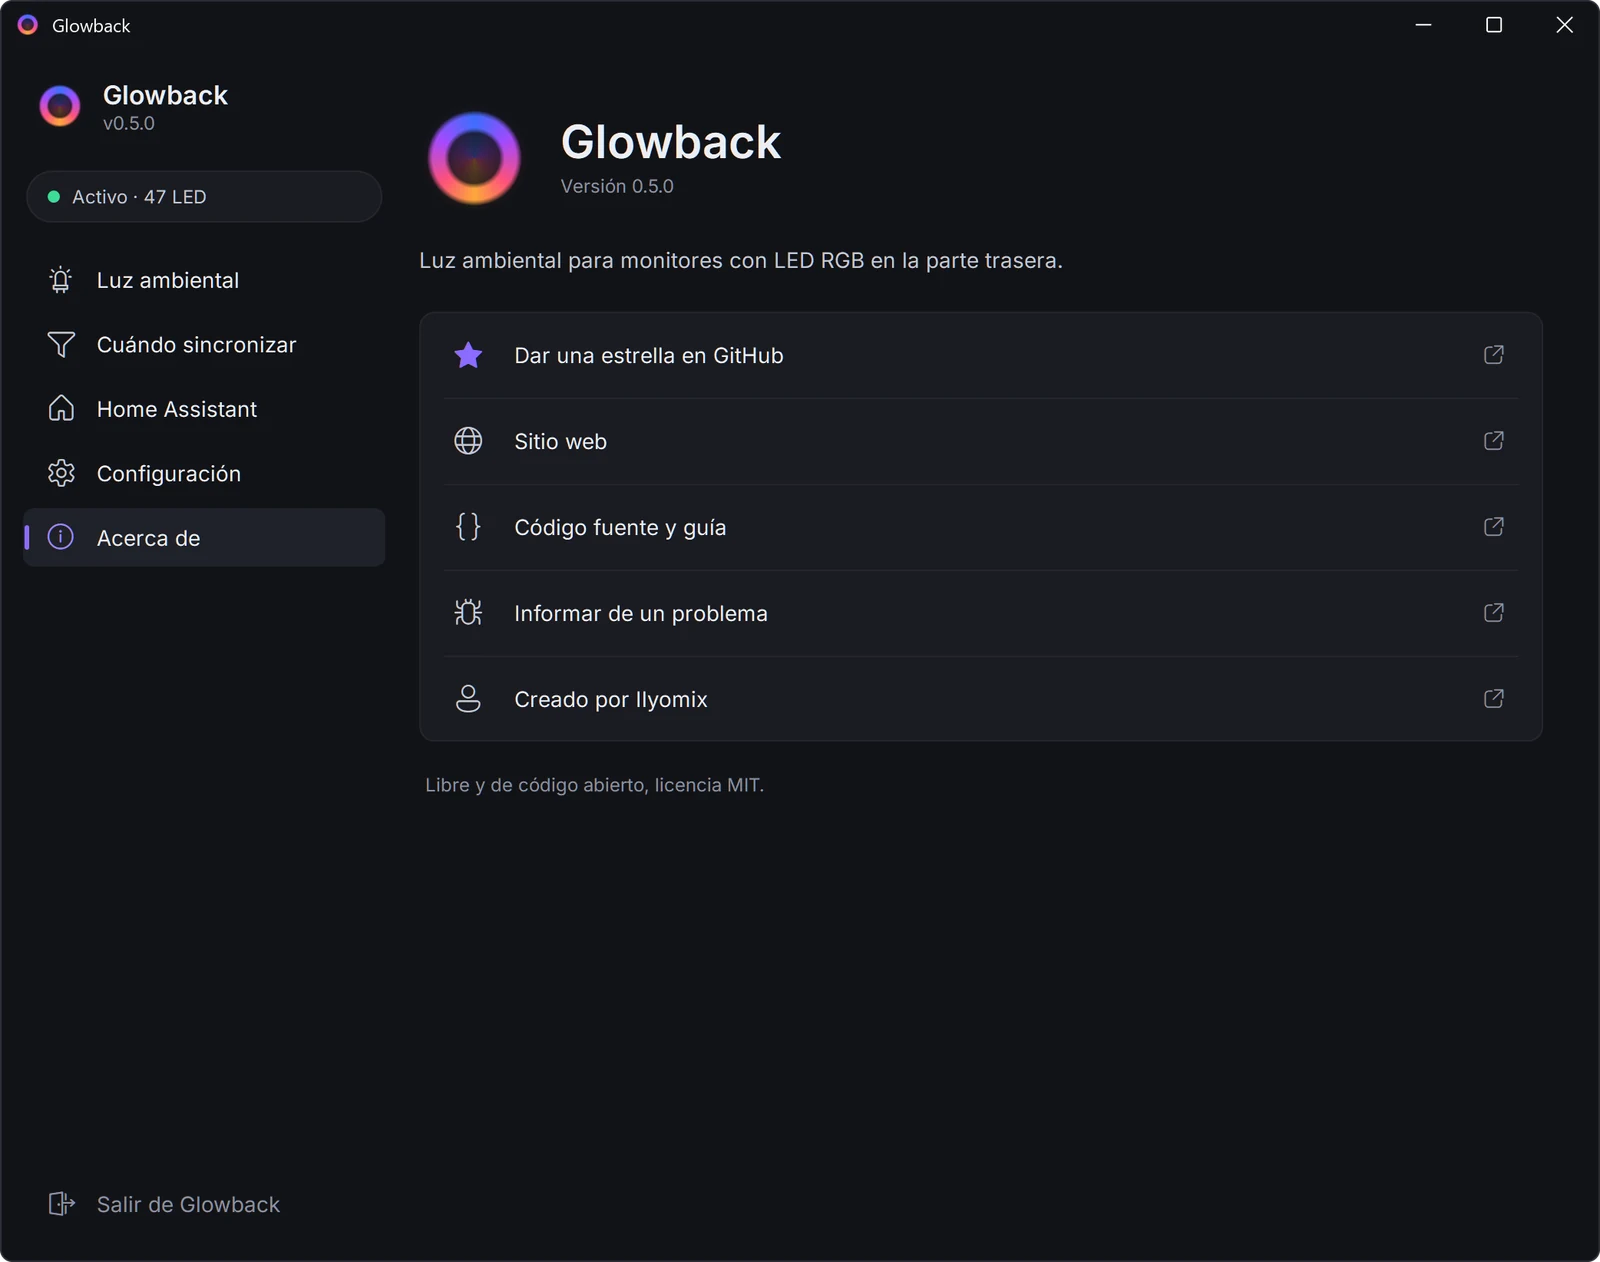 Glowback
Glowback
v0.5.0
Activo · 47 LED
Luz ambiental
Cuándo sincronizar
Home Assistant
Configuración
Acerca de
Salir de Glowback
Glowback
Versión 0.5.0
Luz ambiental para monitores con LED RGB en la parte trasera.
Dar una estrella en GitHub
Sitio web
Código fuente y guía
Informar de un problema
Creado por Ilyomix
Libre y de código abierto, licencia MIT.